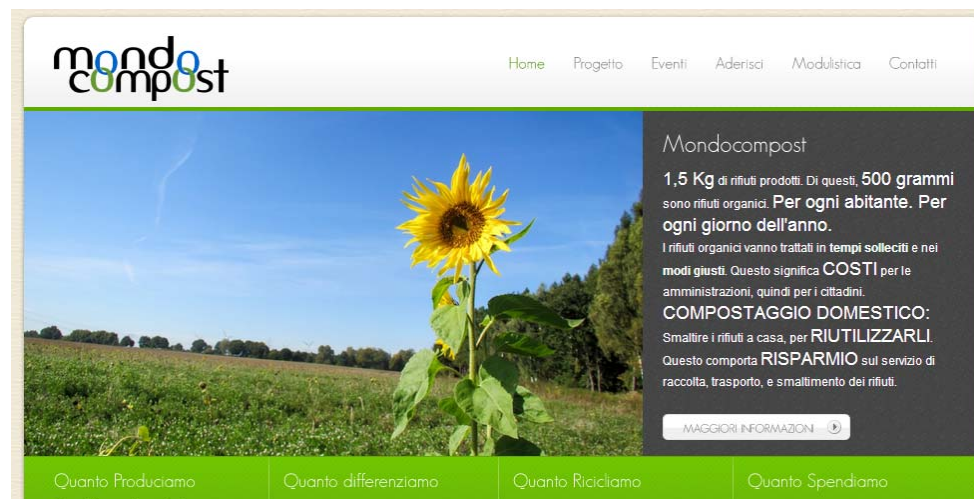 mondo
compost
Home Progetto Eventi Aderisci Modulistica Contatti
Mondocompost
1,5 Kg di rifiuti prodotti. Di questi, 500 grammi
sono rifiuti organici. Per ogni abitante. Per
ogni giorno dell'anno.
I rifiuti organici vanno trattati in tempi solleciti e nei
modi giusti. Questo significa COSTI per le
amministrazioni, quindi per i cittadini.
COMPOSTAGGIO DOMESTICO:
Smaltire i rifiuti a casa, per RIUTILIZZARLI.
Questo comporta RISPARMIO sul servizio di
raccolta, trasporto, e smaltimento dei rifiuti.
MAGGIORI INFORMAZIONI
Quanto Produciamo Quanto differenziamo Quanto Ricicliamo Quanto Spendiamo